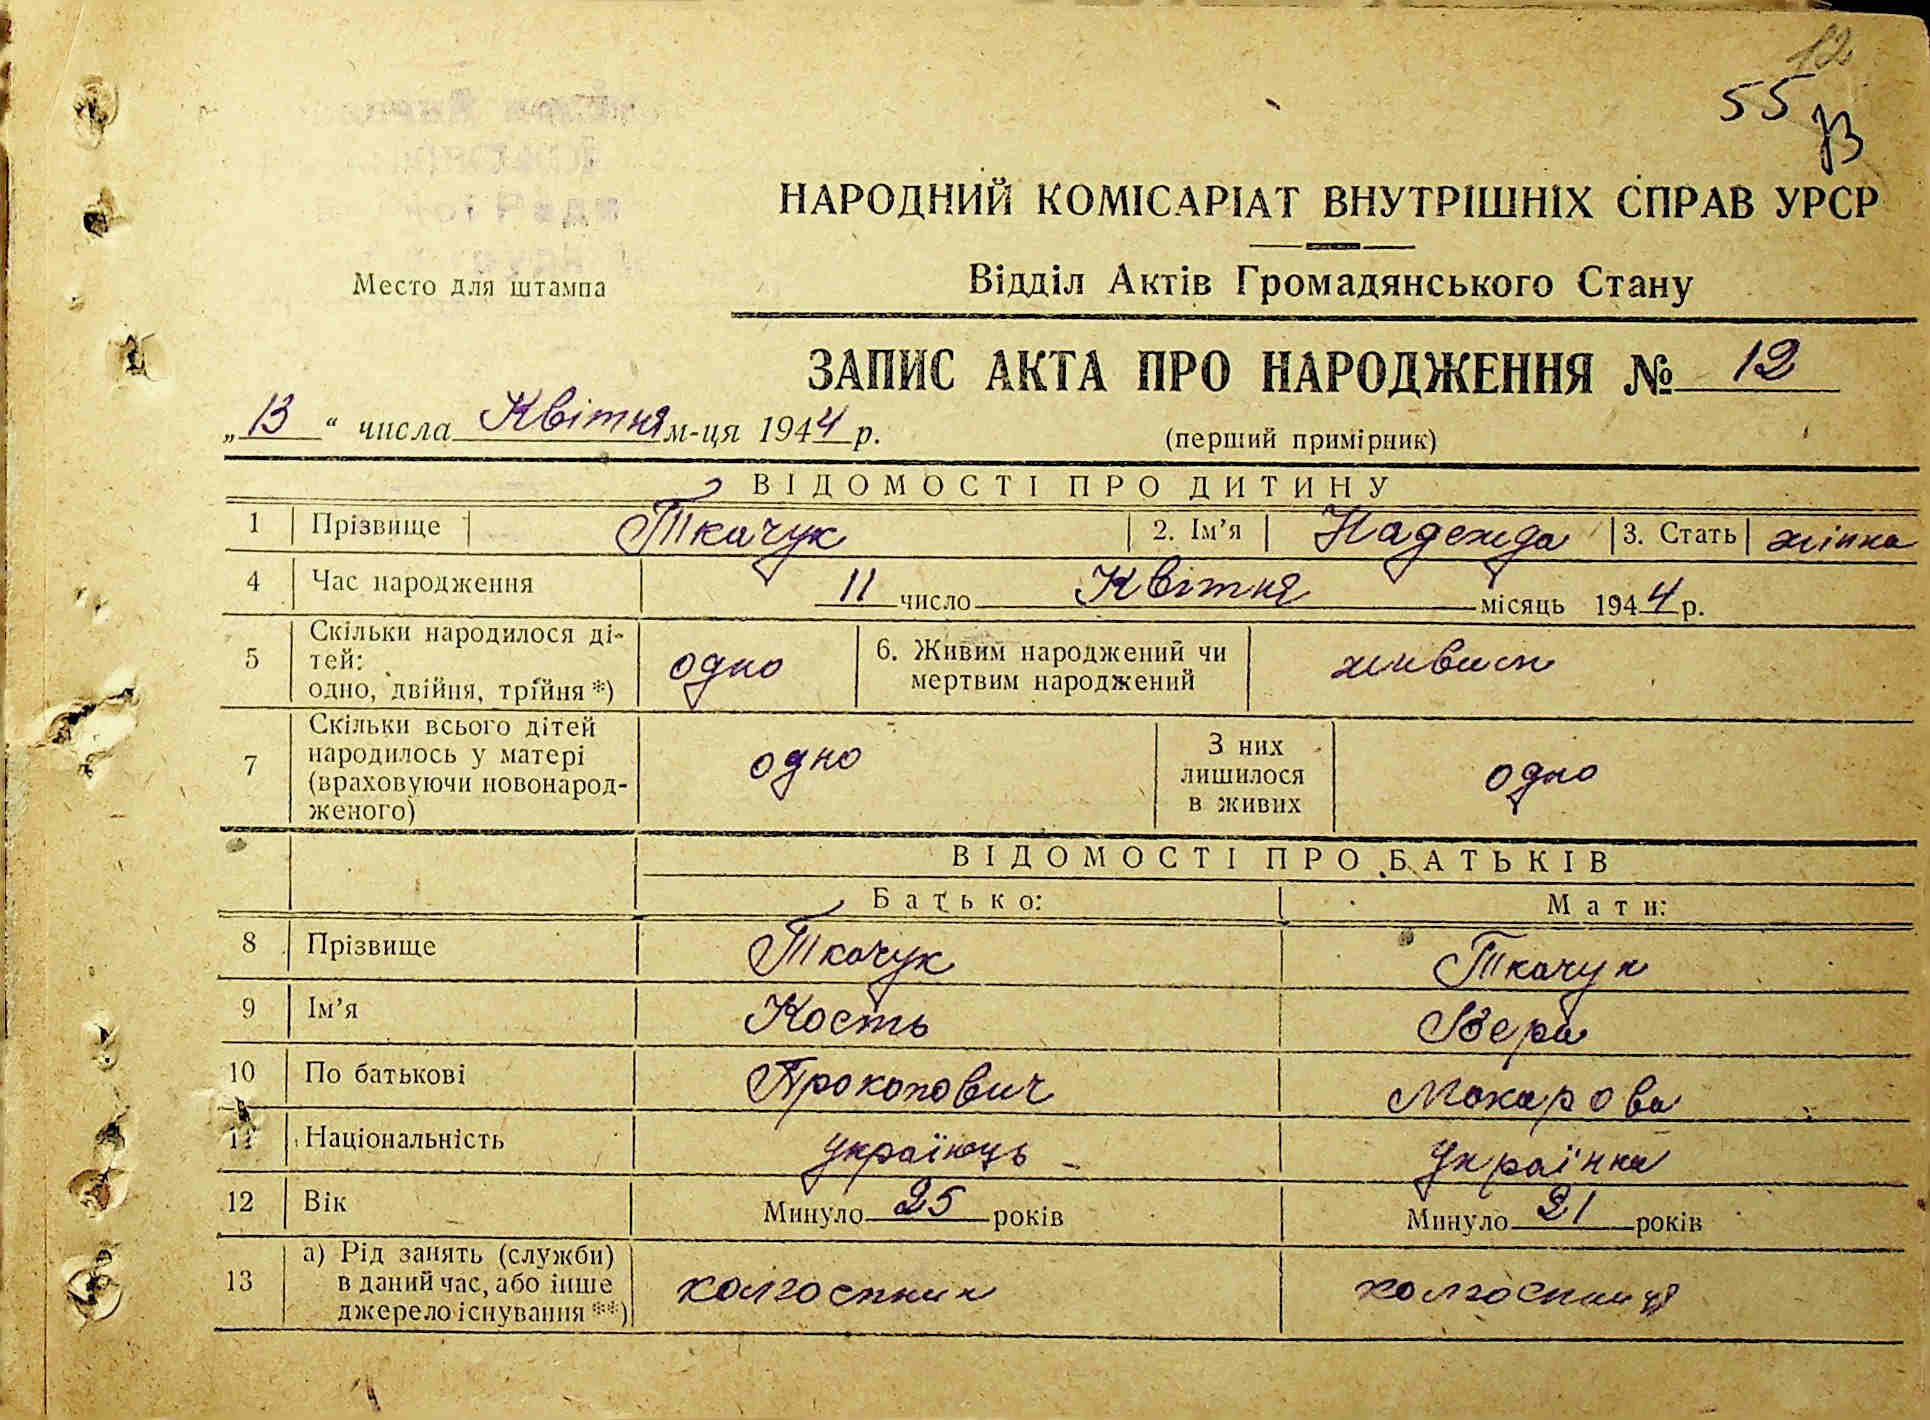 12
55
НАРОДНИЙ КОМІСАРІАТ ВНУТРІШНІХ СПРАВ УРСР
Место для штампа
Відділ Актів Громадянського Стану
ЗАПИС АКТА ПРО НАРОДЖЕННЯ № 12
„13“ числа Квітня м-ця 1944 р.
(перший примірник)
ВІДОМОСТІ ПРО ДИТИНУ
1 Прізвище Ткачук 2. Ім’я Надежда 3. Стать жінка
4 Час народження 11 число Квітня місяць 1944 р.
5 Скільки народилося ді-
тей:
одно, двійня, трійня *) одно
6. Живим народжений чи
мертвим народжений живим
7 Скільки всього дітей
народилось у матері
(враховуючи новонарод-
женого) одно
З них
лишилося
в живих одно
ВІДОМОСТІ ПРО БАТЬКІВ
Батько: Мати:
8 Прізвище Ткачук Ткачук
9 Ім’я Кость Вера
10 По батькові Прокопович Макарова
11 Національність українець Українка
12 Вік Минуло 25 років Минуло 21 років
13 а) Рід занять (служби)
в даний час, або інше
джерело існування **) колгоспник колгоспниця